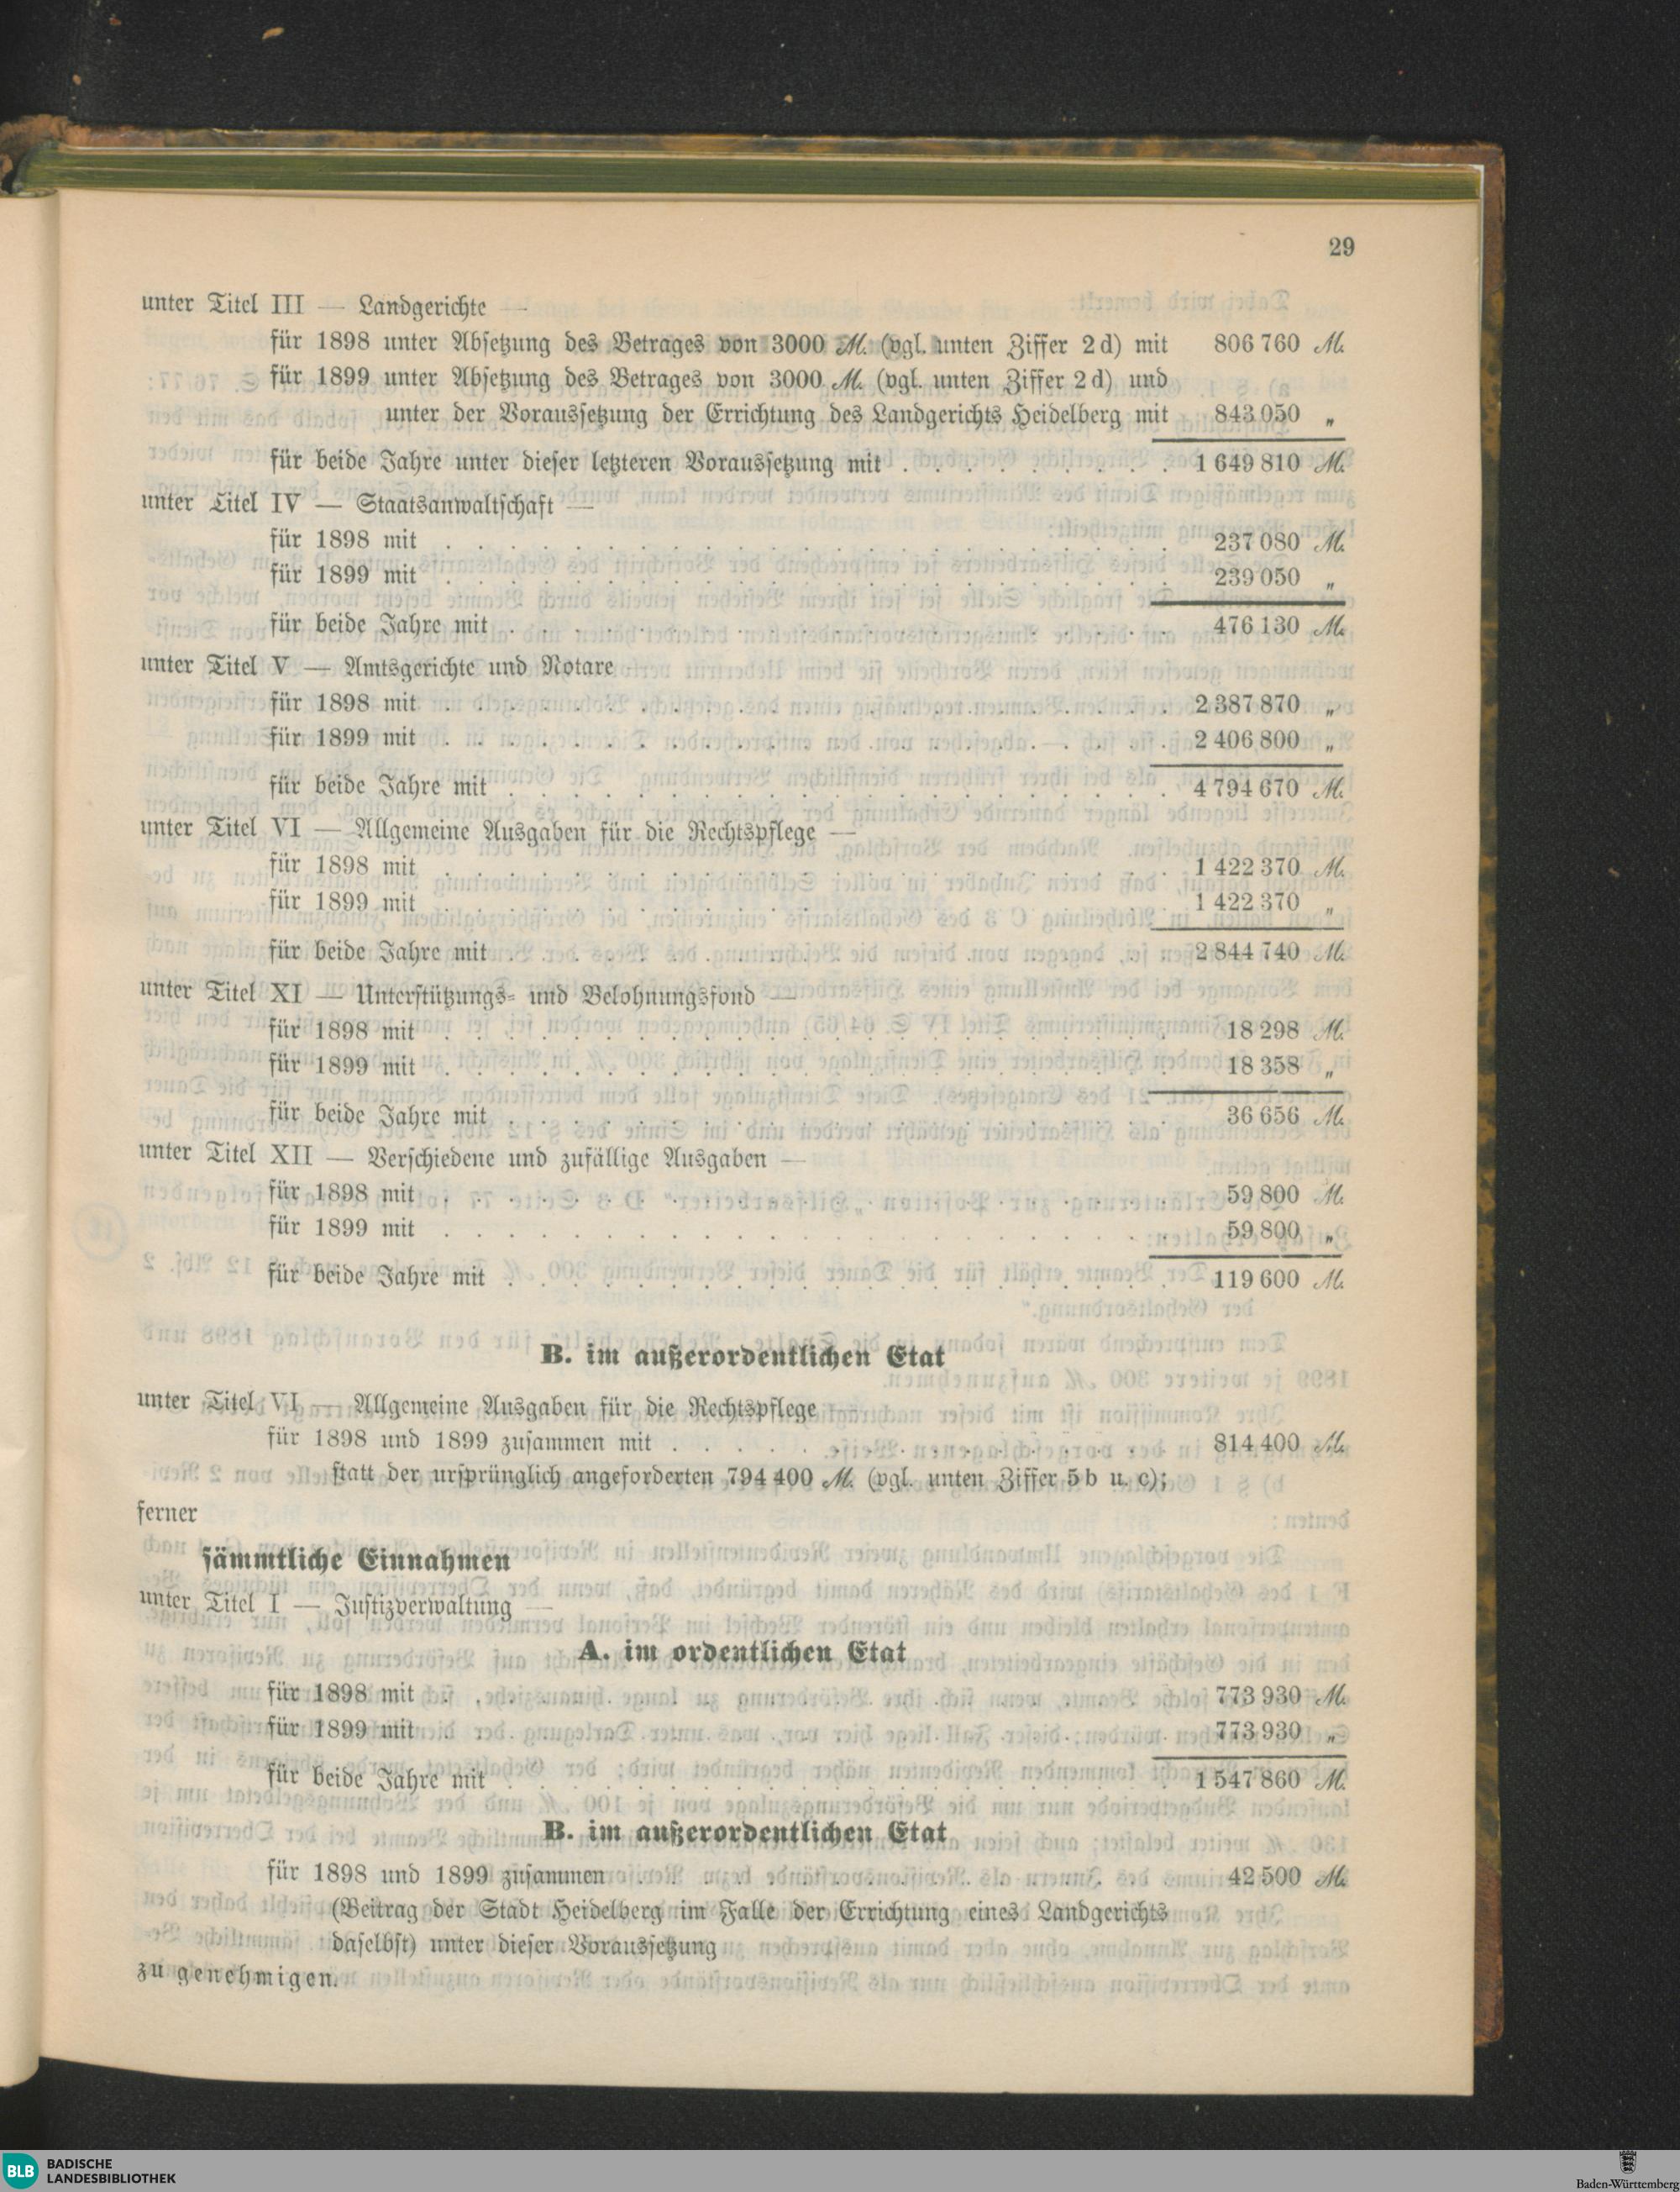 29
unter Titel III — Landgerichte —
für 1898 unter Absetzung des Betrages von 3000 M. (vgl. unten Ziffer 2d) mit 806 760 M.
für 1899 unter Absetzung des Betrages von 3000 M. (vgl. unten Ziffer 2d) und
unter der Voraussetzung der Errichtung des Landgerichts Heidelberg mit 843 050 „
für beide Jahre unter dieser letzteren Voraussetzung mit . . . . . . . . . 1 649 810 M.
unter Titel IV — Staatsanwaltschaft —
für 1898 mit . . . . . . . . . . . . . . . . . . . . . . . 237 080 M.
für 1899 mit . . . . . . . . . . . . . . . . . . . . . . . 239 050 „
für beide Jahre mit . . . . . . . . . . . . . . . . . . . . . 476 130 M.
unter Titel V — Amtsgerichte und Notare
für 1898 mit . . . . . . . . . . . . . . . . . . . . . . . 2 387 870 „
für 1899 mit . . . . . . . . . . . . . . . . . . . . . . . 2 406 800 „
für beide Jahre mit . . . . . . . . . . . . . . . . . . . . . 4 794 670 M.
unter Titel VI — Allgemeine Ausgaben für die Rechtspflege —
für 1898 mit . . . . . . . . . . . . . . . . . . . . . . . 1 422 370 M.
für 1899 mit . . . . . . . . . . . . . . . . . . . . . . . 1 422 370 „
für beide Jahre mit . . . . . . . . . . . . . . . . . . . . . 2 844 740 M.
unter Titel XI — Unterstützungs- und Belohnungsfond —
für 1898 mit . . . . . . . . . . . . . . . . . . . . . . . 18 298 M.
für 1899 mit . . . . . . . . . . . . . . . . . . . . . . . 18 358 „
für beide Jahre mit . . . . . . . . . . . . . . . . . . . . . 36 656 M.
unter Titel XII — Verschiedene und zufällige Ausgaben —
für 1898 mit . . . . . . . . . . . . . . . . . . . . . . . 59 800 M.
für 1899 mit . . . . . . . . . . . . . . . . . . . . . . . 59 800 „
für beide Jahre mit . . . . . . . . . . . . . . . . . . . . . 119 600 M.
B. im außerordentlichen Etat
unter Titel VI — Allgemeine Ausgaben für die Rechtspflege —
für 1898 und 1899 zusammen mit . . . . . . . . . . . . . . . . 814 400 M.
statt der ursprünglich angeforderten 794 400 M. (vgl. unten Ziffer 5b u. c);
ferner
sämmtliche Einnahmen
unter Titel I — Justizverwaltung —
A. im ordentlichen Etat
für 1898 mit . . . . . . . . . . . . . . . . . . . . . . . 773 930 M.
für 1899 mit . . . . . . . . . . . . . . . . . . . . . . . 773 930 „
für beide Jahre mit . . . . . . . . . . . . . . . . . . . . . 1 547 860 M.
B. im außerordentlichen Etat
für 1898 und 1899 zusammen . . . . . . . . . . . . . . . . . 42 500 M.
(Beitrag der Stadt Heidelberg im Falle der Errichtung eines Landgerichts
daselbst) unter dieser Voraussetzung
zu genehmigen.
BLB BADISCHE
LANDESBIBLIOTHEK
Baden-Württemberg